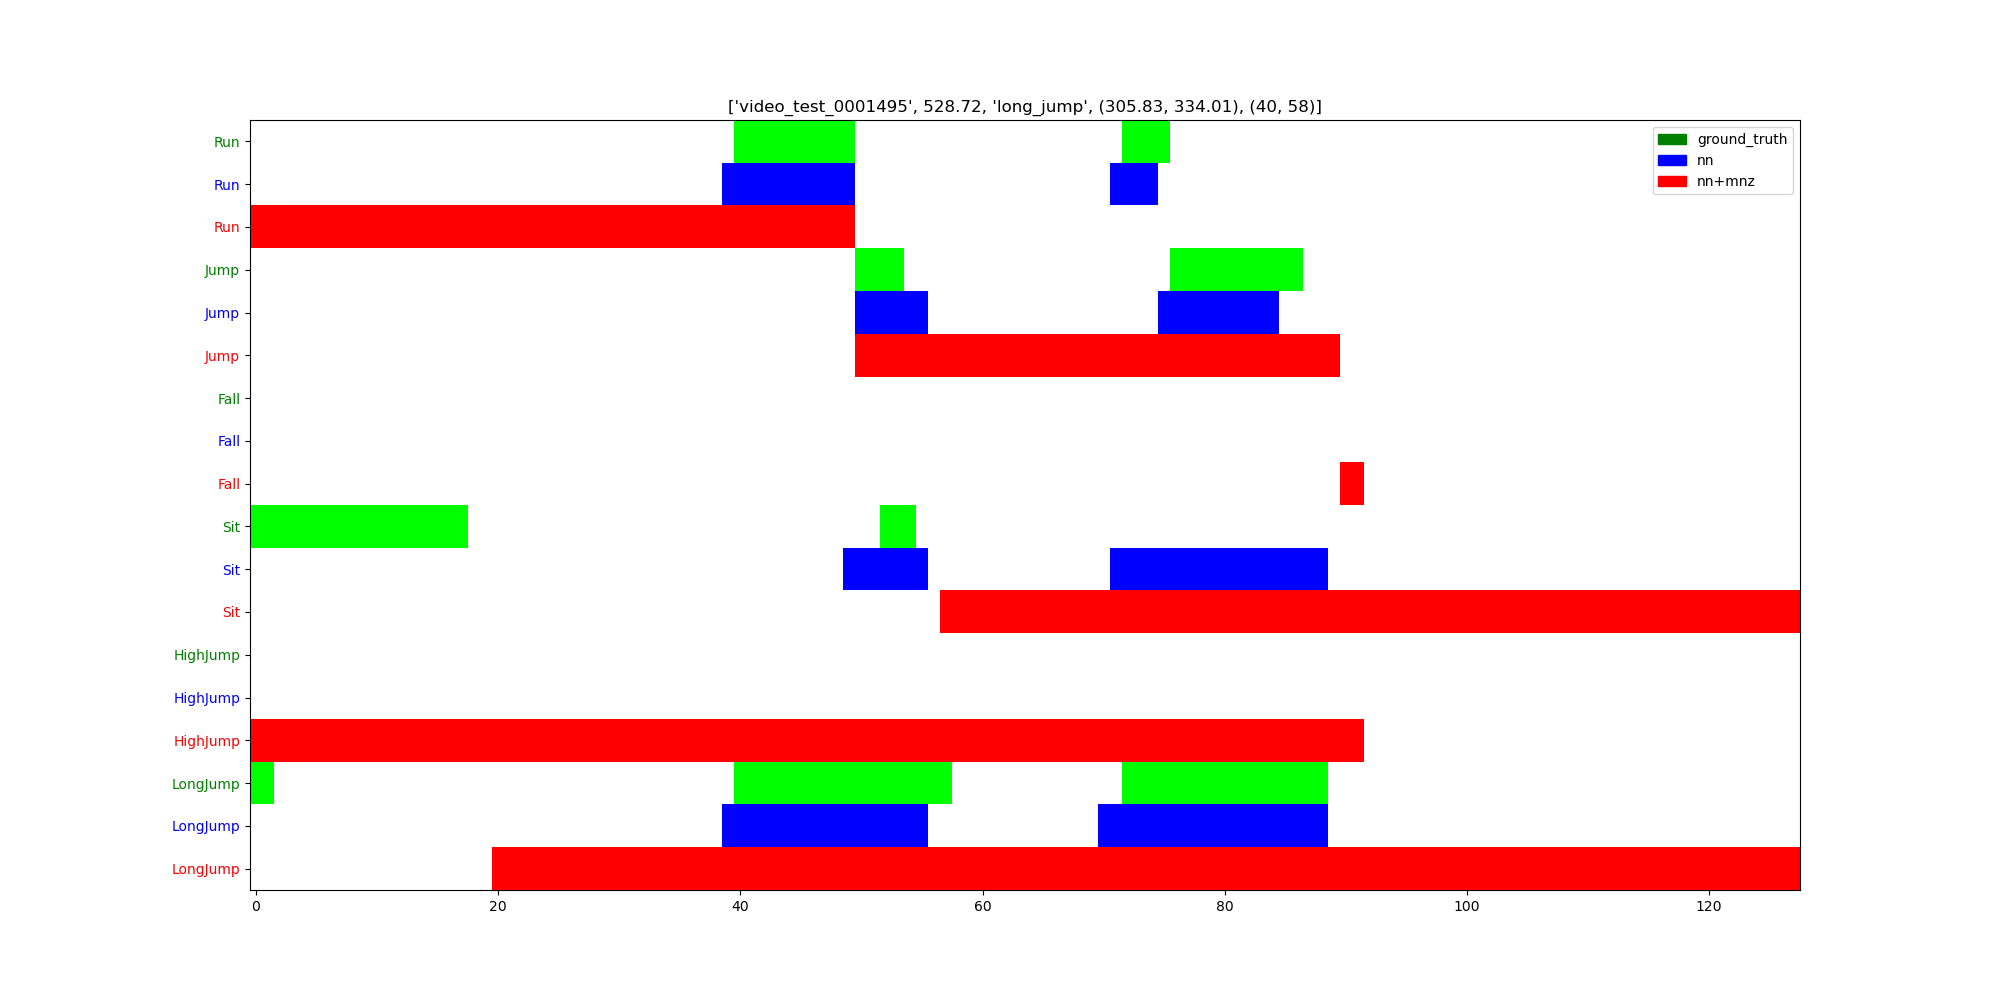 ['video_test_0001495', 528.72, 'long_jump', (305.83, 334.01), (40, 58)]
ground_truth
nn
nn+mnz
Run
Run
Run
Jump
Jump
Jump
Fall
Fall
Fall
Sit
Sit
Sit
HighJump
HighJump
HighJump
LongJump
LongJump
LongJump
0 20 40 60 80 100 120